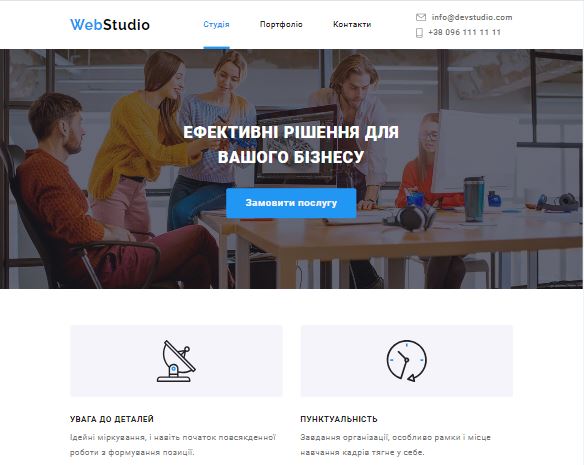 WebStudio
Студія
Портфоліо
Контакти
info@devstudio.com
+38 096 111 11 11
ЕФЕКТИВНІ РІШЕННЯ ДЛЯ
ВАШОГО БІЗНЕСУ
Замовити послугу
УВАГА ДО ДЕТАЛЕЙ
Ідейні міркування, і навіть початок повсякденної
роботи з формування позиції.
ПУНКТУАЛЬНІСТЬ
Завдання організації, особливо рамки і місце
навчання кадрів тягне у себе.